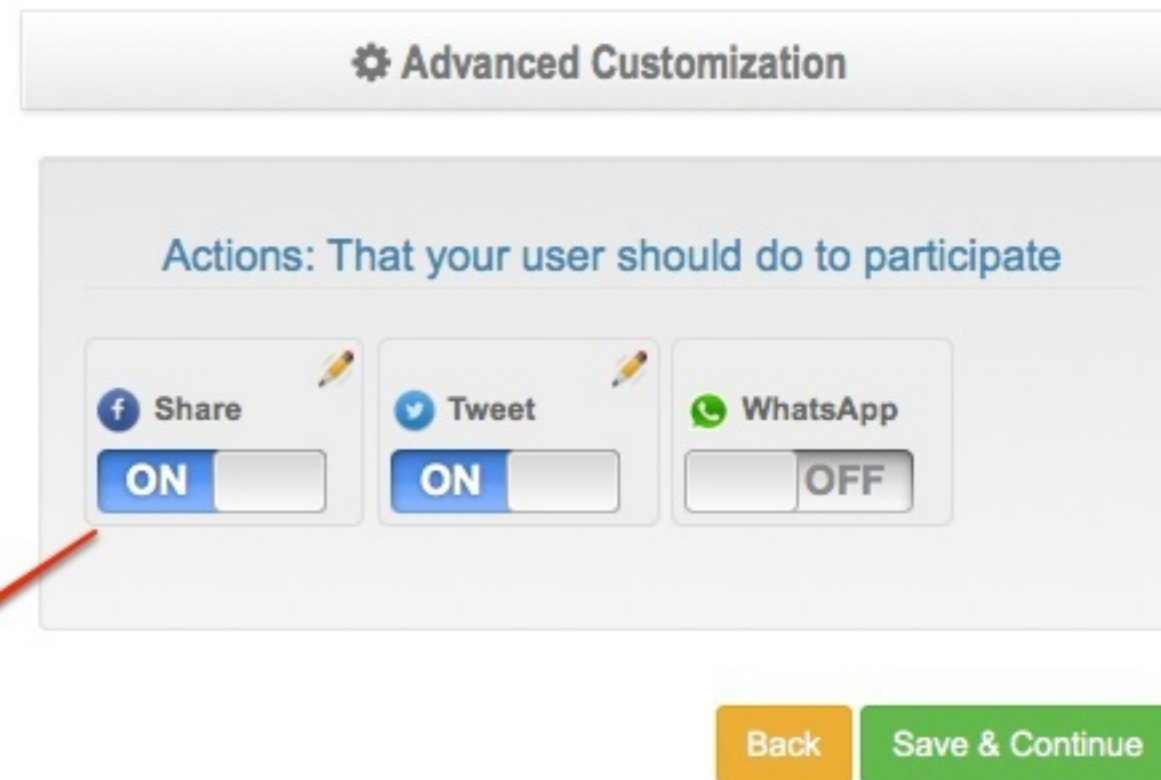 Advanced Customization
Actions: That your user should do to participate
Share
Tweet
WhatsApp
ON
ON
OFF
Back
Save & Continue